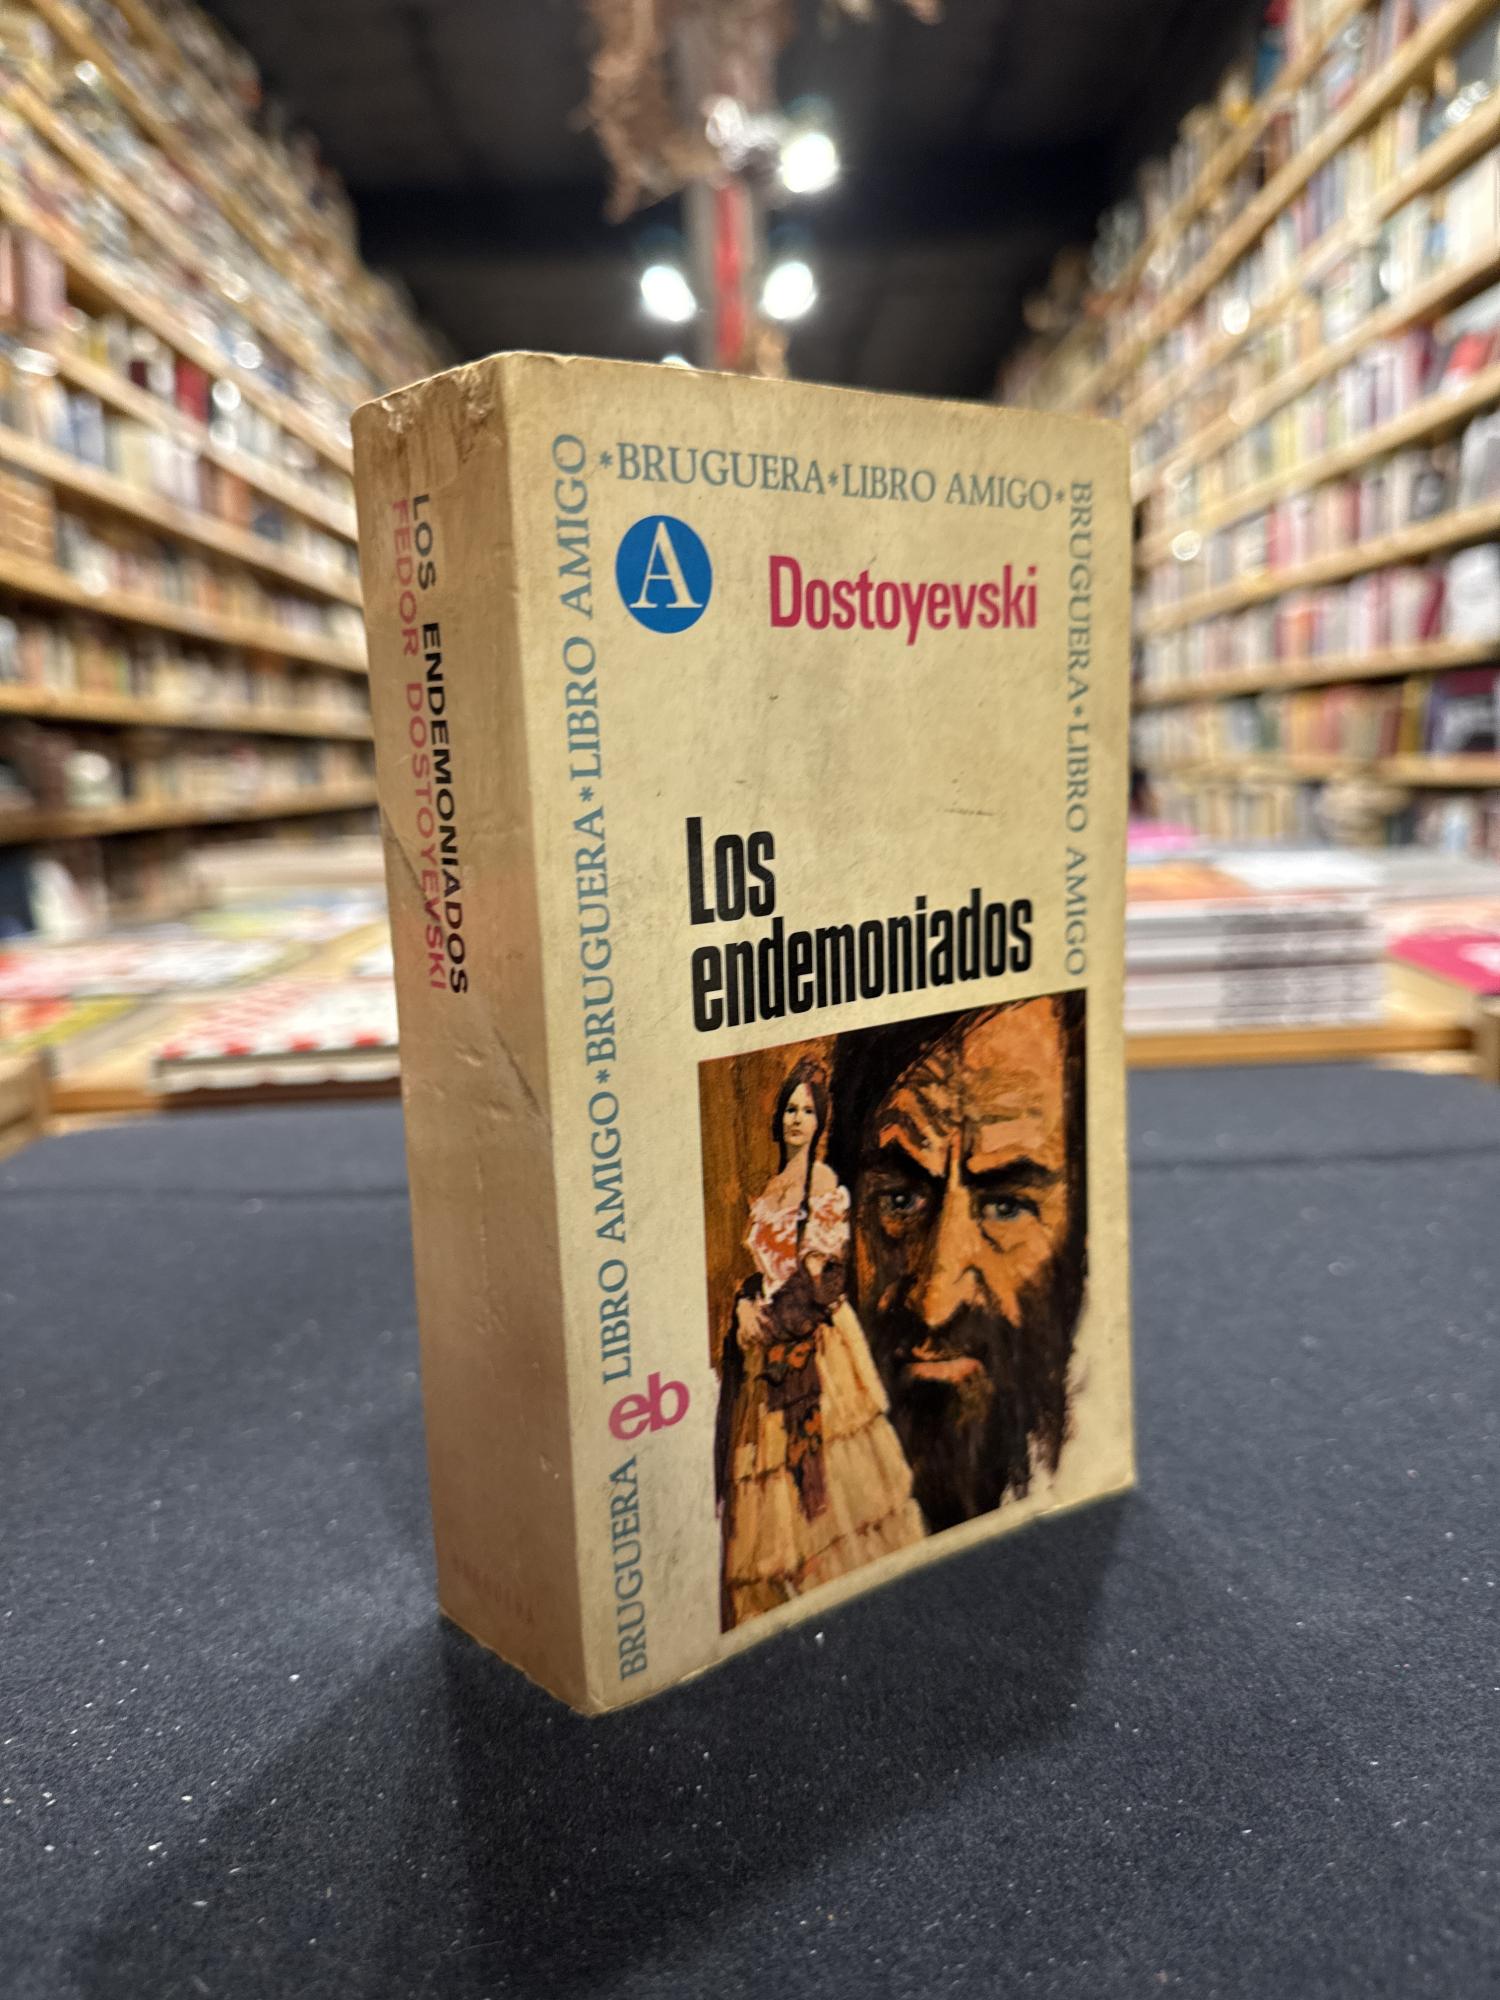 LOS ENDEMONIADOS
FEDOR DOSTOYEVSKI
BRUGUERA LIBRO AMIGO*BRUGUERA*LIBRO AMIGO
*BRUGUERA*LIBRO AMIGO*
BRUGUERA*LIBRO AMIGO
A
Dostoyevski
Los
endemoniados
eb